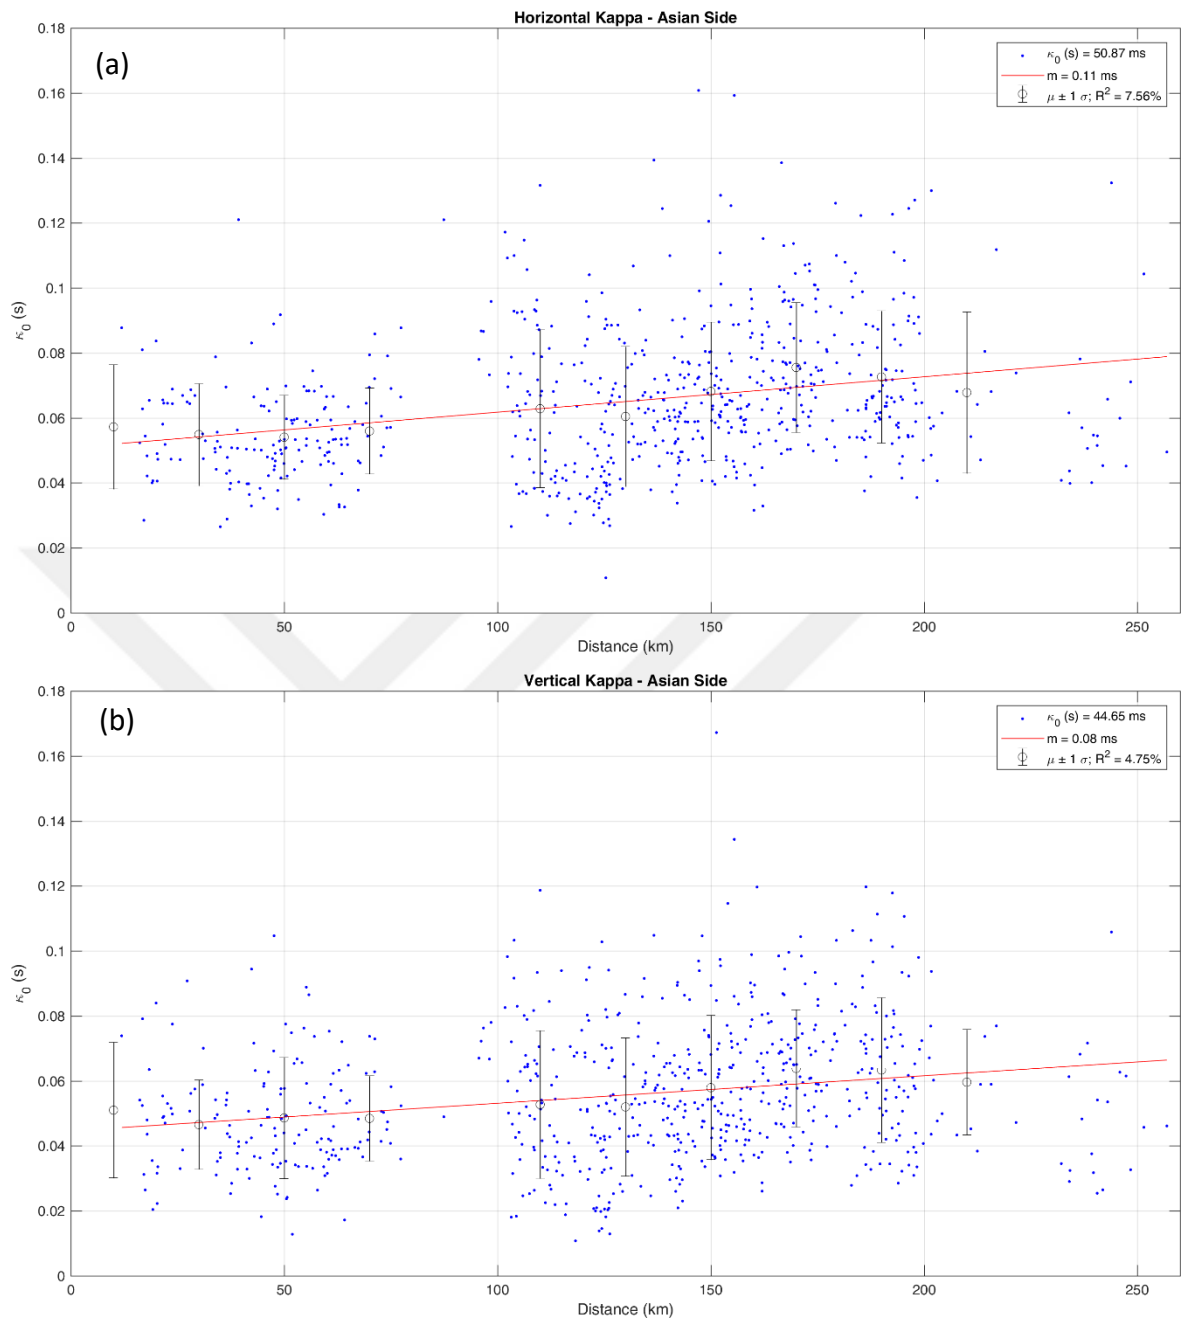 Horizontal Kappa - Asian Side
(a)
κ0 (s) = 50.87 ms
m = 0.11 ms
μ ± 1 σ; R² = 7.56%
0.18
0.16
0.14
0.12
0.1
0.08
0.06
0.04
0.02
0
κ0 (s)
0 50 100 150 200 250
Distance (km)
Vertical Kappa - Asian Side
(b)
κ0 (s) = 44.65 ms
m = 0.08 ms
μ ± 1 σ; R² = 4.75%
0.18
0.16
0.14
0.12
0.1
0.08
0.06
0.04
0.02
0
κ0 (s)
0 50 100 150 200 250
Distance (km)